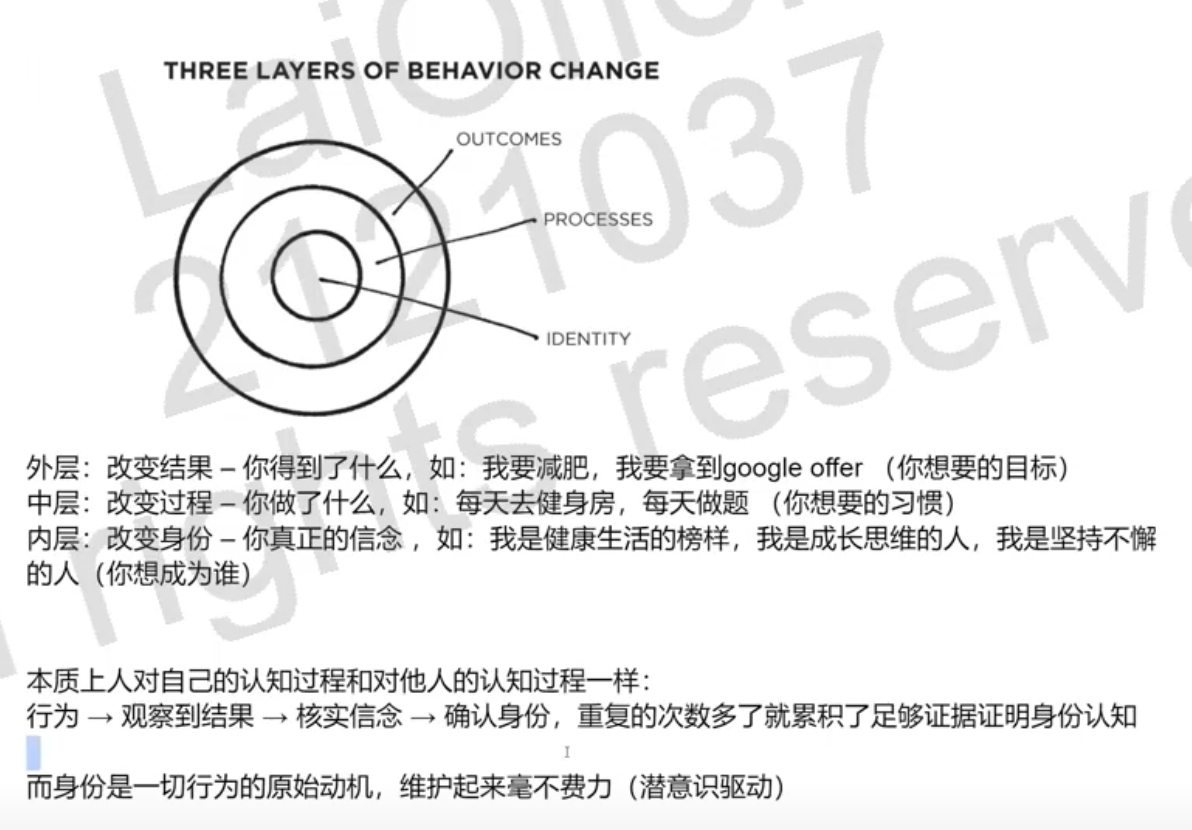 THREE LAYERS OF BEHAVIOR CHANGE
OUTCOMES
PROCESSES
IDENTITY
外层：改变结果 – 你得到了什么，如：我要减肥，我要拿到google offer （你想要的目标）
中层：改变过程 – 你做了什么，如：每天去健身房，每天做题 （你想要的习惯）
内层：改变身份 – 你真正的信念 ，如：我是健康生活的榜样，我是成长思维的人，我是坚持不懈
的人（你想成为谁）
本质上人对自己的认知过程和对他人的认知过程一样：
行为 → 观察到结果 → 核实信念 → 确认身份，重复的次数多了就累积了足够证据证明身份认知
而身份是一切行为的原始动机，维护起来毫不费力（潜意识驱动）
2121037
rights